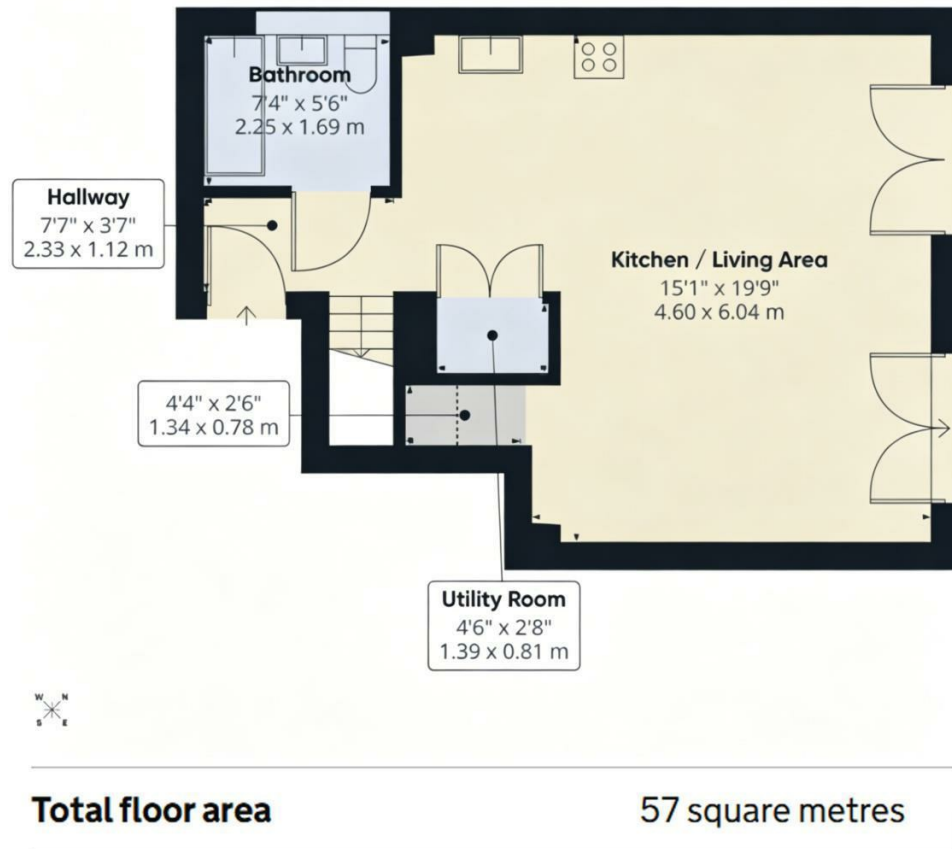 Bathroom
7'4" x 5'6"
2.25 x 1.69 m
Hallway
7'7" x 3'7"
2.33 x 1.12 m
Kitchen / Living Area
15'1" x 19'9"
4.60 x 6.04 m
4'4" x 2'6"
1.34 x 0.78 m
Utility Room
4'6" x 2'8"
1.39 x 0.81 m
W N
S E
Total floor area 57 square metres